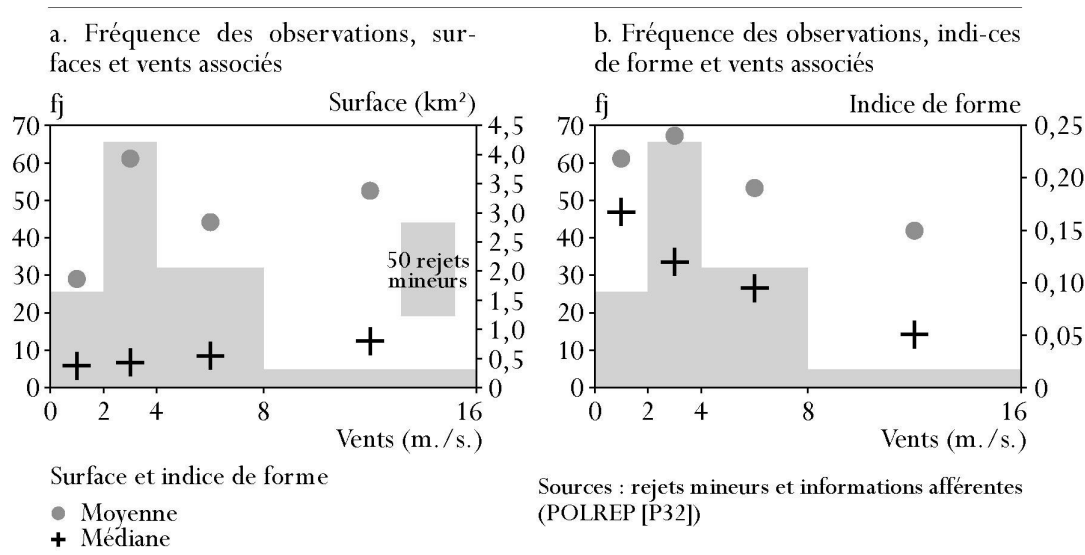 a. Fréquence des observations, sur-
faces et vents associés
fj
Surface (km²)
70
60
50
40
30
20
10
0
4,5
4,0
3,5
3,0
2,5
2,0
1,5
1,0
0,5
0
50 rejets
mineurs
0 2 4 8 16
Vents (m./s.)
b. Fréquence des observations, indi-ces
de forme et vents associés
fj
Indice de forme
70
60
50
40
30
20
10
0
0,25
0,20
0,15
0,10
0,05
0
0 2 4 8 16
Vents (m./s.)
Surface et indice de forme
Moyenne
Médiane
Sources : rejets mineurs et informations afférentes
(POLREP [P32])